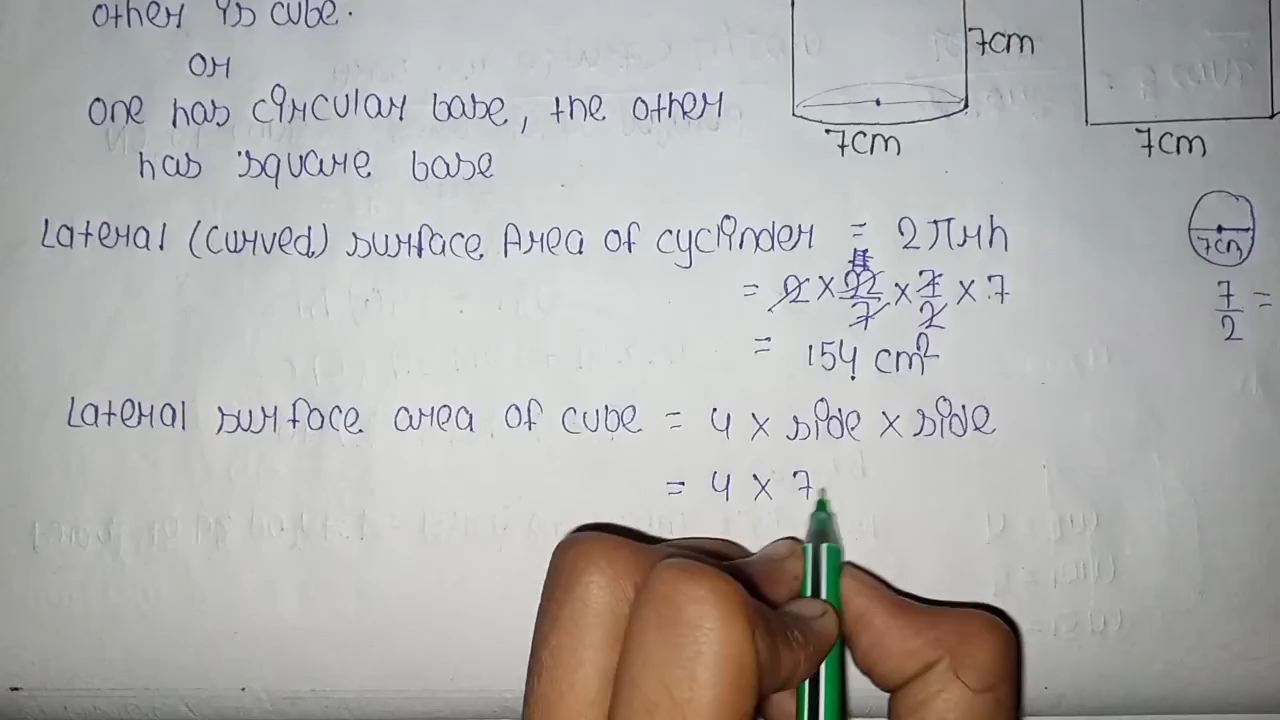 other is cube.
or
one has circular base, the other
has square base
7cm
7cm
7cm
Lateral (curved) surface Area of cyclinder = 2πrh
= 2 × 22/7 × 7/2 × 7
= 154 cm²
7cm
7/2 =
Lateral surface area of cube = 4 × side × side
= 4 × 7